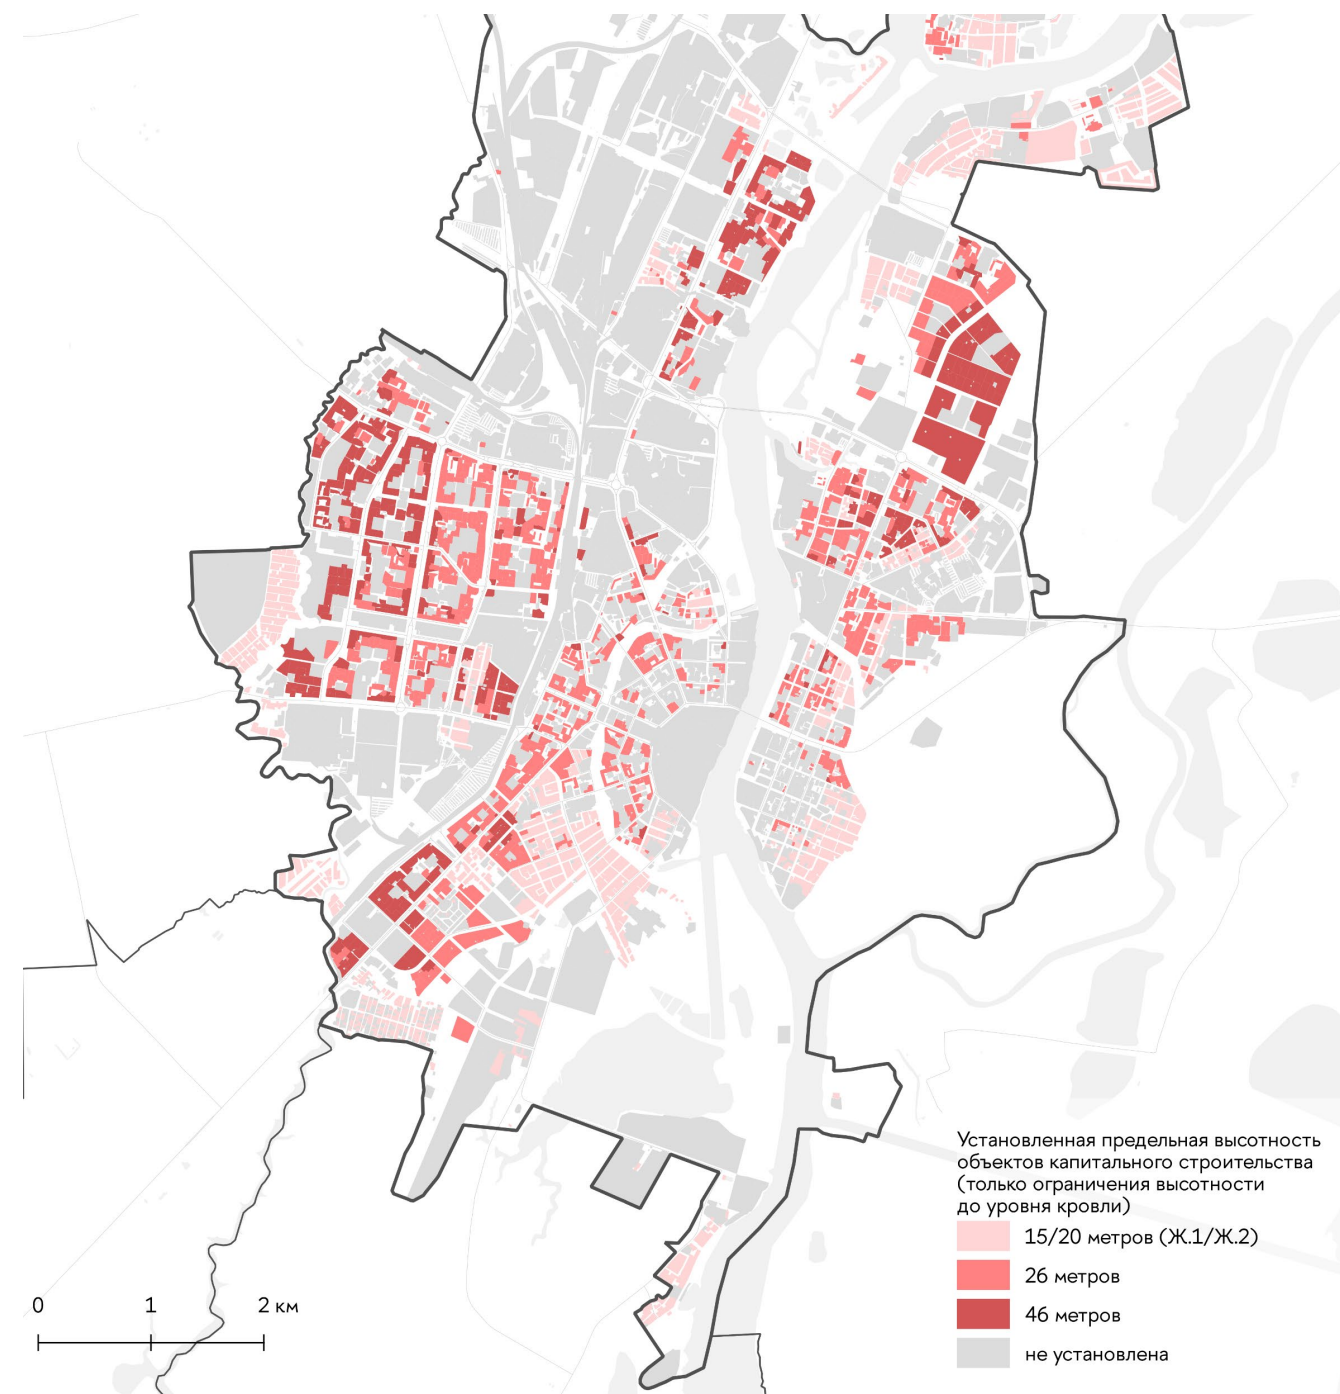 Установленная предельная высотность
объектов капитального строительства
(только ограничения высотности
до уровня кровли)
15/20 метров (Ж.1/Ж.2)
26 метров
46 метров
не установлена
0 1 2 км